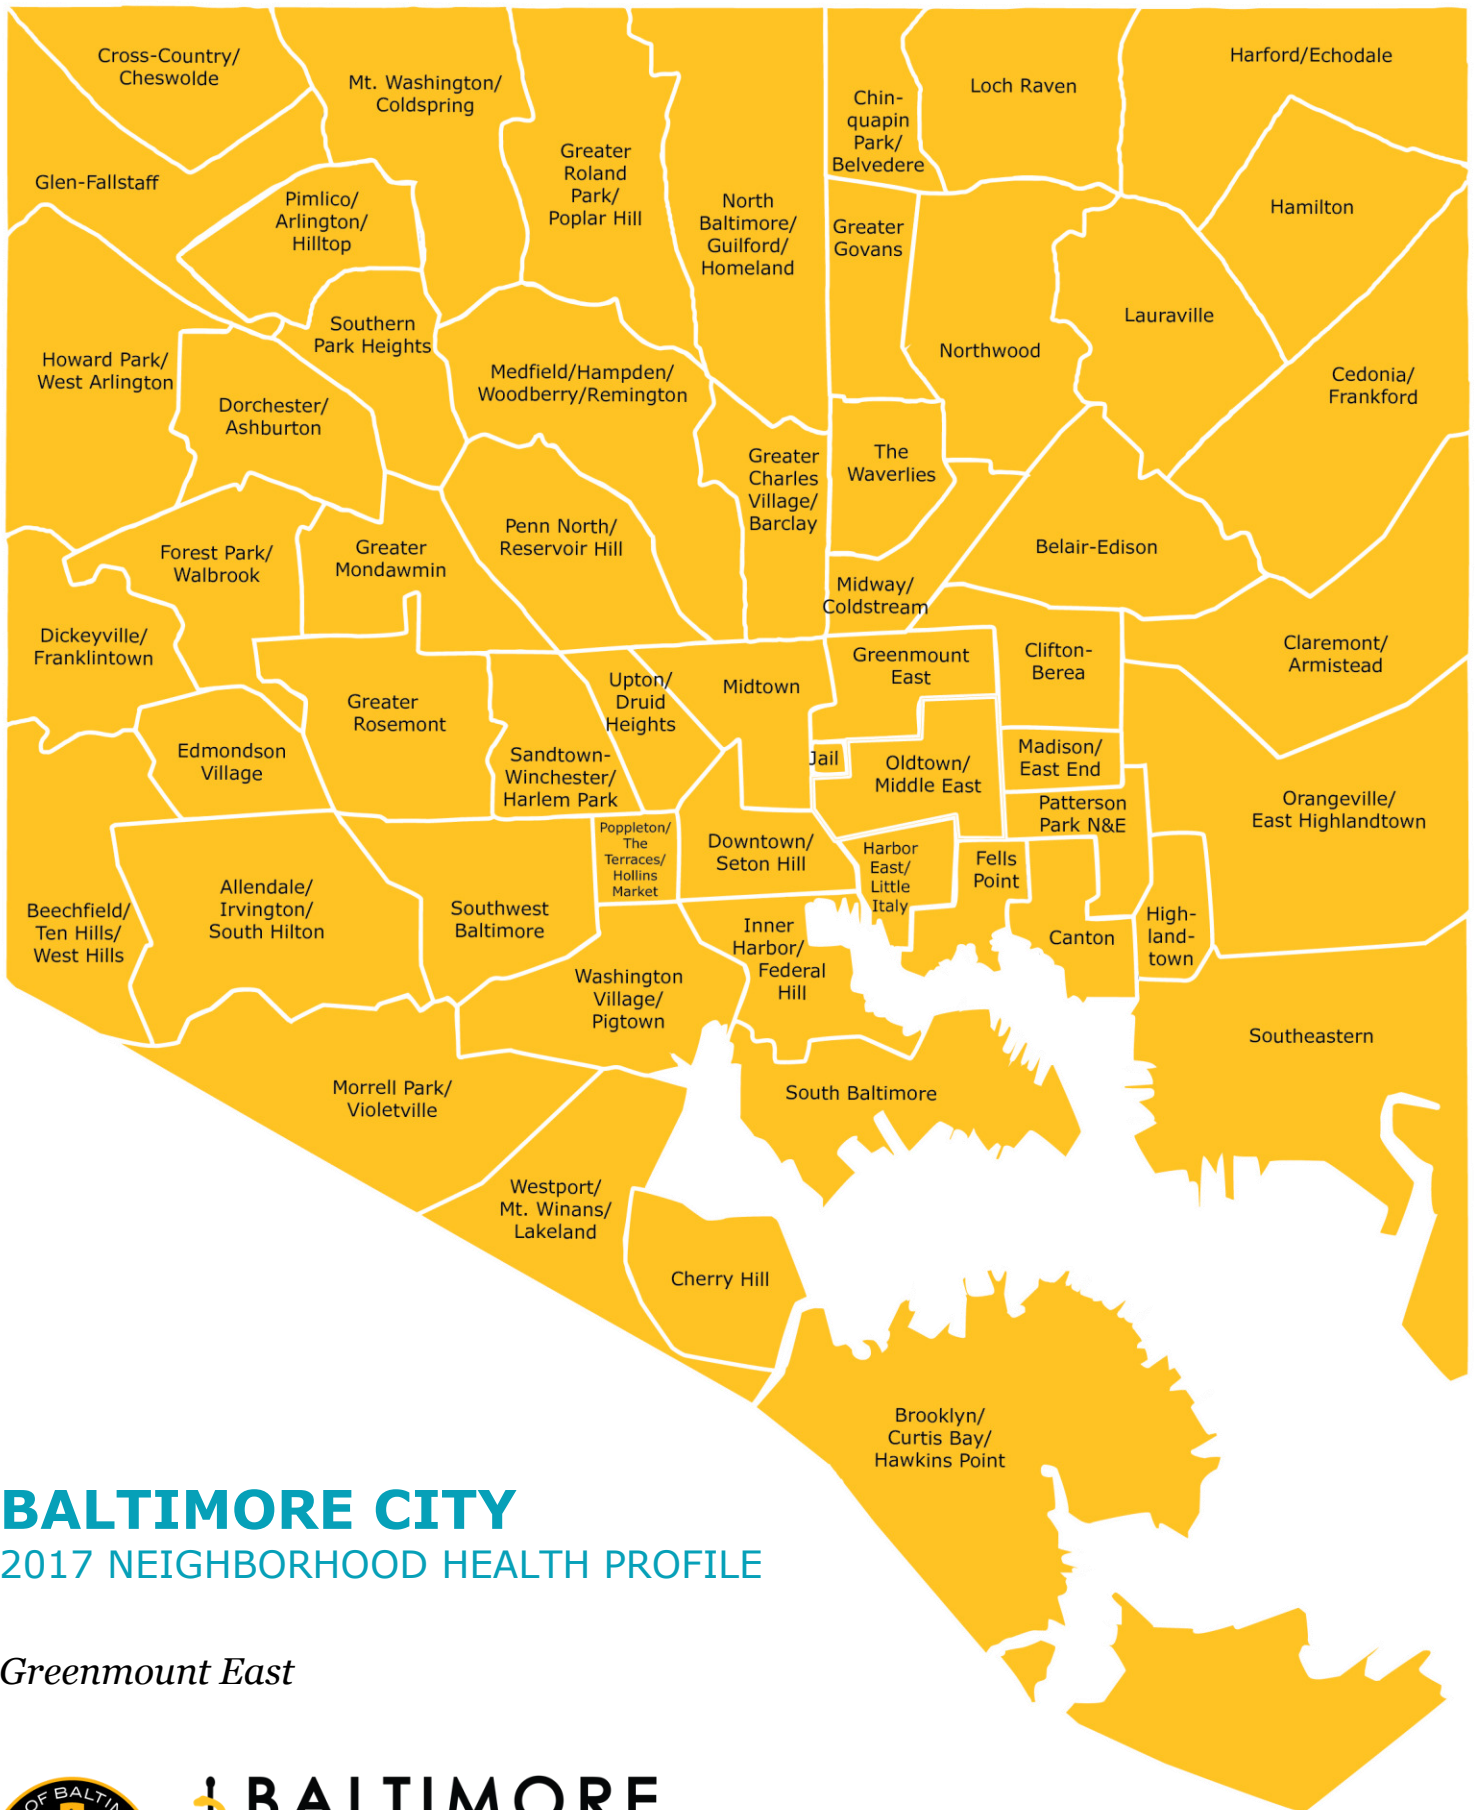 Cross-Country/
Cheswolde
Mt. Washington/
Coldspring
Greater
Roland
Park/
Poplar Hill
North
Baltimore/
Guilford/
Homeland
Chin-
quapin
Park/
Belvedere
Loch Raven
Harford/Echodale
Glen-Fallstaff
Pimlico/
Arlington/
Hilltop
Greater
Govans
Hamilton
Lauraville
Northwood
Southern
Park Heights
Howard Park/
West Arlington
Medfield/Hampden/
Woodberry/Remington
Cedonia/
Frankford
Dorchester/
Ashburton
Greater
Charles
Village/
Barclay
The
Waverlies
Penn North/
Reservoir Hill
Belair-Edison
Forest Park/
Walbrook
Greater
Mondawmin
Midway/
Coldstream
Dickeyville/
Franklintown
Greenmount
East
Clifton-
Berea
Claremont/
Armistead
Upton/
Druid
Heights
Midtown
Greater
Rosemont
Edmondson
Village
Sandtown-
Winchester/
Harlem Park
Jail
Oldtown/
Middle East
Madison/
East End
Patterson
Park N&E
Orangeville/
East Highlandtown
Poppleton/
The
Terraces/
Hollins
Market
Downtown/
Seton Hill
Harbor
East/
Little
Italy
Fells
Point
Allendale/
Irvington/
South Hilton
Beechfield/
Ten Hills/
West Hills
Southwest
Baltimore
Inner
Harbor/
Federal
Hill
Canton
High-
land-
town
Washington
Village/
Pigtown
Southeastern
Morrell Park/
Violetville
South Baltimore
Westport/
Mt. Winans/
Lakeland
Cherry Hill
Brooklyn/
Curtis Bay/
Hawkins Point
BALTIMORE CITY
2017 NEIGHBORHOOD HEALTH PROFILE
Greenmount East
BALTIMORE